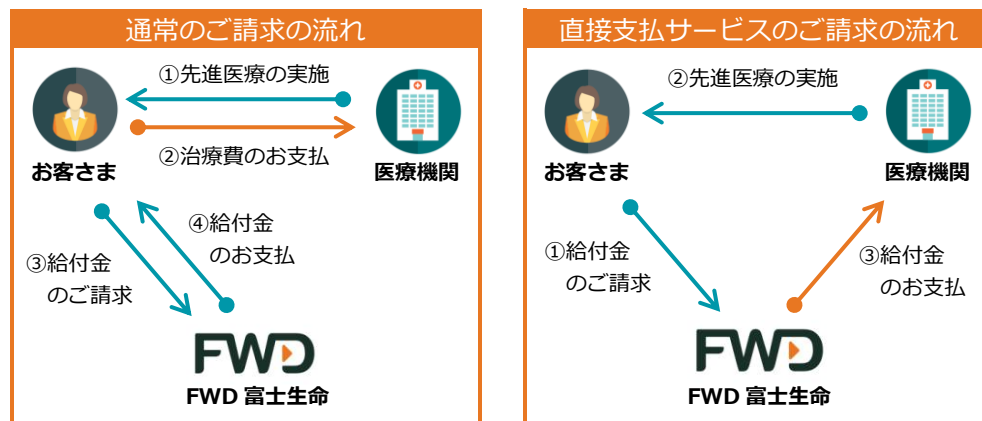 通常のご請求の流れ
①先進医療の実施
②治療費のお支払
お客さま
医療機関
④給付金
のお支払
③給付金
のご請求
FWD
FWD 富士生命
直接支払サービスのご請求の流れ
②先進医療の実施
お客さま
医療機関
①給付金
のご請求
③給付金
のお支払
FWD
FWD 富士生命